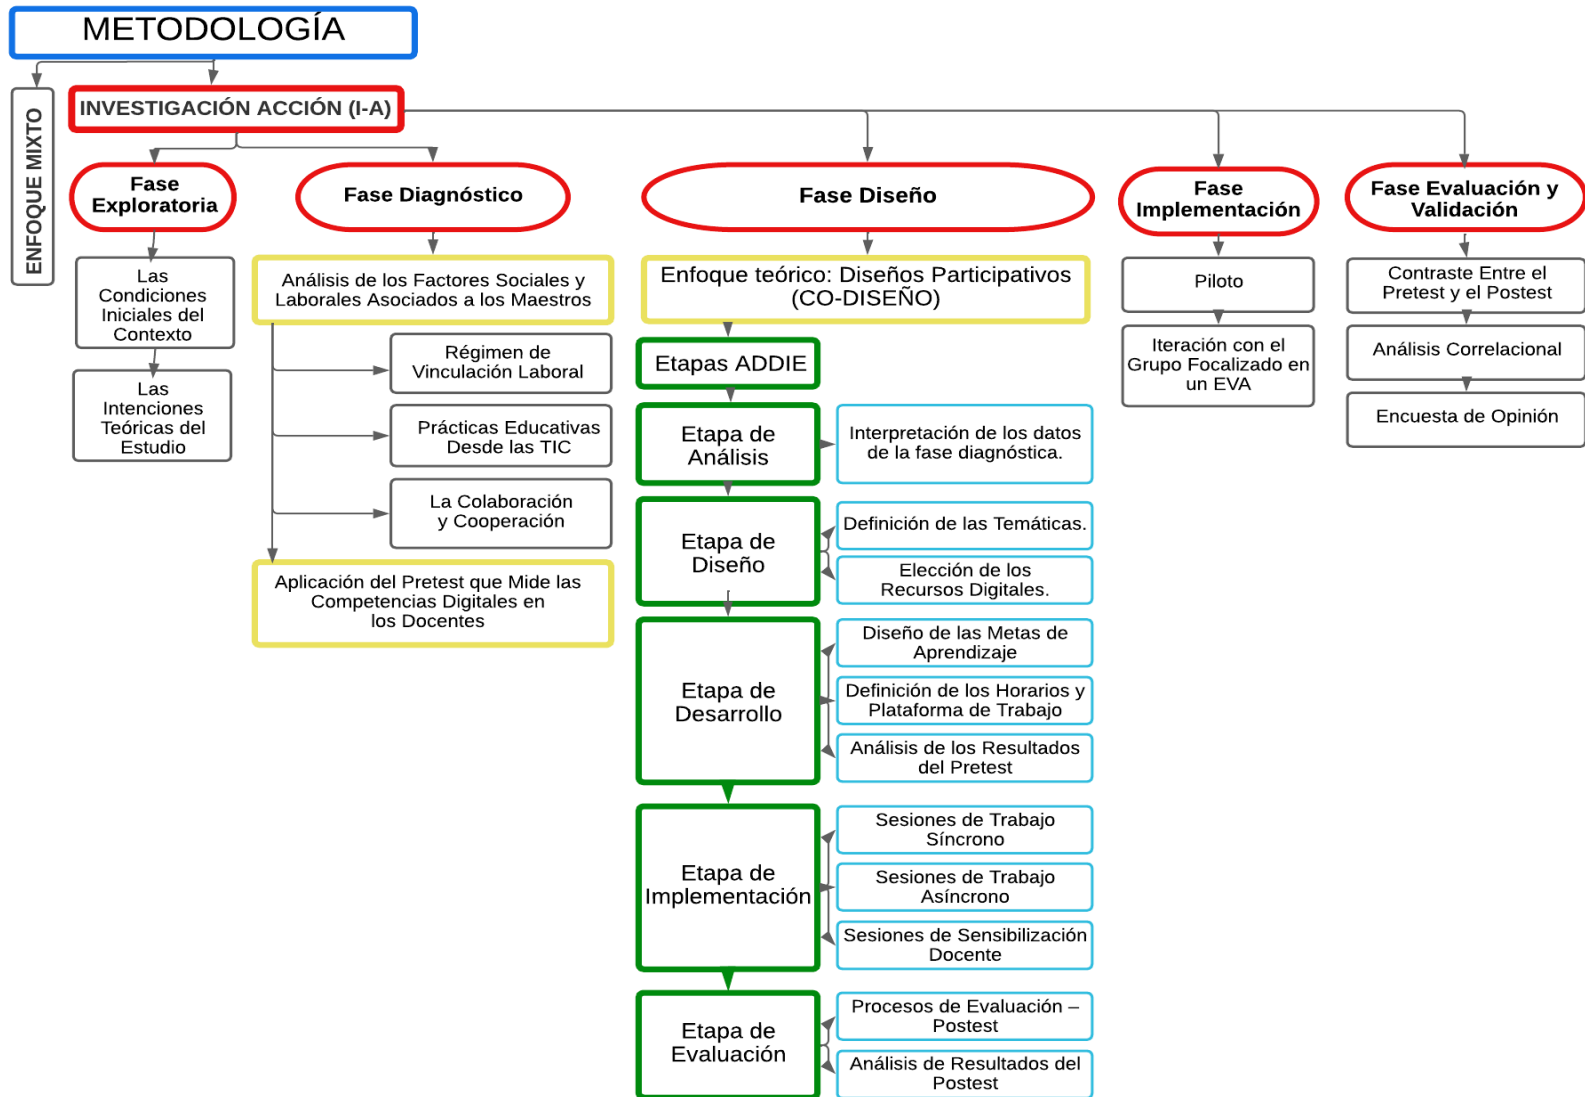 METODOLOGÍA
ENFOQUE MIXTO
INVESTIGACIÓN ACCIÓN (I-A)
Fase
Exploratoria
Las
Condiciones
Iniciales del
Contexto
Las
Intenciones
Teóricas del
Estudio
Fase Diagnóstico
Análisis de los Factores Sociales y
Laborales Asociados a los Maestros
Régimen de
Vinculación Laboral
Prácticas Educativas
Desde las TIC
La Colaboración
y Cooperación
Aplicación del Pretest que Mide las
Competencias Digitales en
los Docentes
Fase Diseño
Enfoque teórico: Diseños Participativos
(CO-DISEÑO)
Etapas ADDIE
Etapa de
Análisis
Interpretación de los datos
de la fase diagnóstica.
Etapa de
Diseño
Definición de las Temáticas.
Elección de los
Recursos Digitales.
Etapa de
Desarrollo
Diseño de las Metas de
Aprendizaje
Definición de los Horarios y
Plataforma de Trabajo
Análisis de los Resultados
del Pretest
Etapa de
Implementación
Sesiones de Trabajo
Síncrono
Sesiones de Trabajo
Asíncrono
Sesiones de Sensibilización
Docente
Etapa de
Evaluación
Procesos de Evaluación –
Postest
Análisis de Resultados del
Postest
Fase
Implementación
Piloto
Iteración con el
Grupo Focalizado en
un EVA
Fase Evaluación y
Validación
Contraste Entre el
Pretest y el Postest
Análisis Correlacional
Encuesta de Opinión